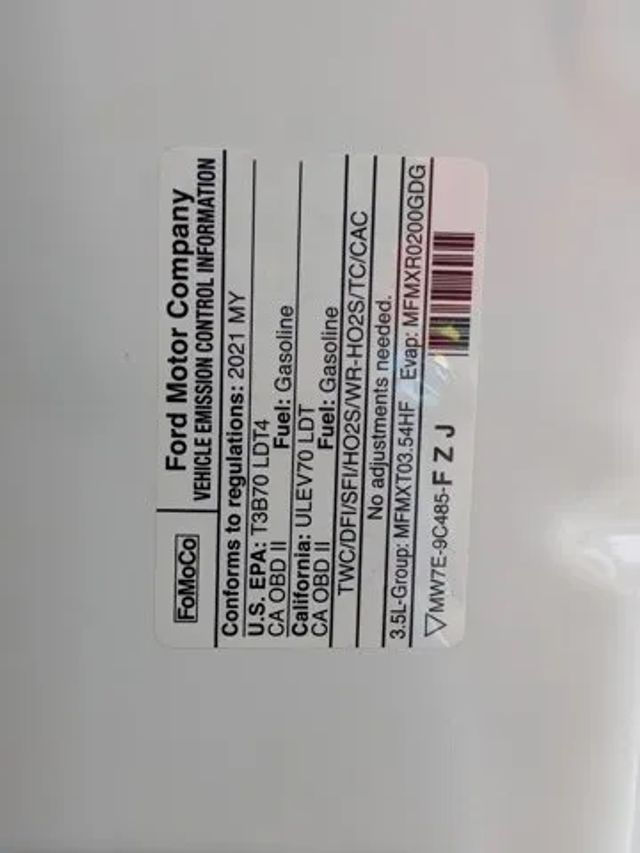 FoMoCo
Ford Motor Company
VEHICLE EMISSION CONTROL INFORMATION
Conforms to regulations: 2021 MY
U.S. EPA: T3B70 LDT4
CA OBD II Fuel: Gasoline
California: ULEV70 LDT
CA OBD II Fuel: Gasoline
TWC/DFI/SFI/HO2S/WR-HO2S/TC/CAC
No adjustments needed.
3.5L-Group: MFMXT03.54HF Evap: MFMXR0200GDG
▽MW7E-9C485-F Z J